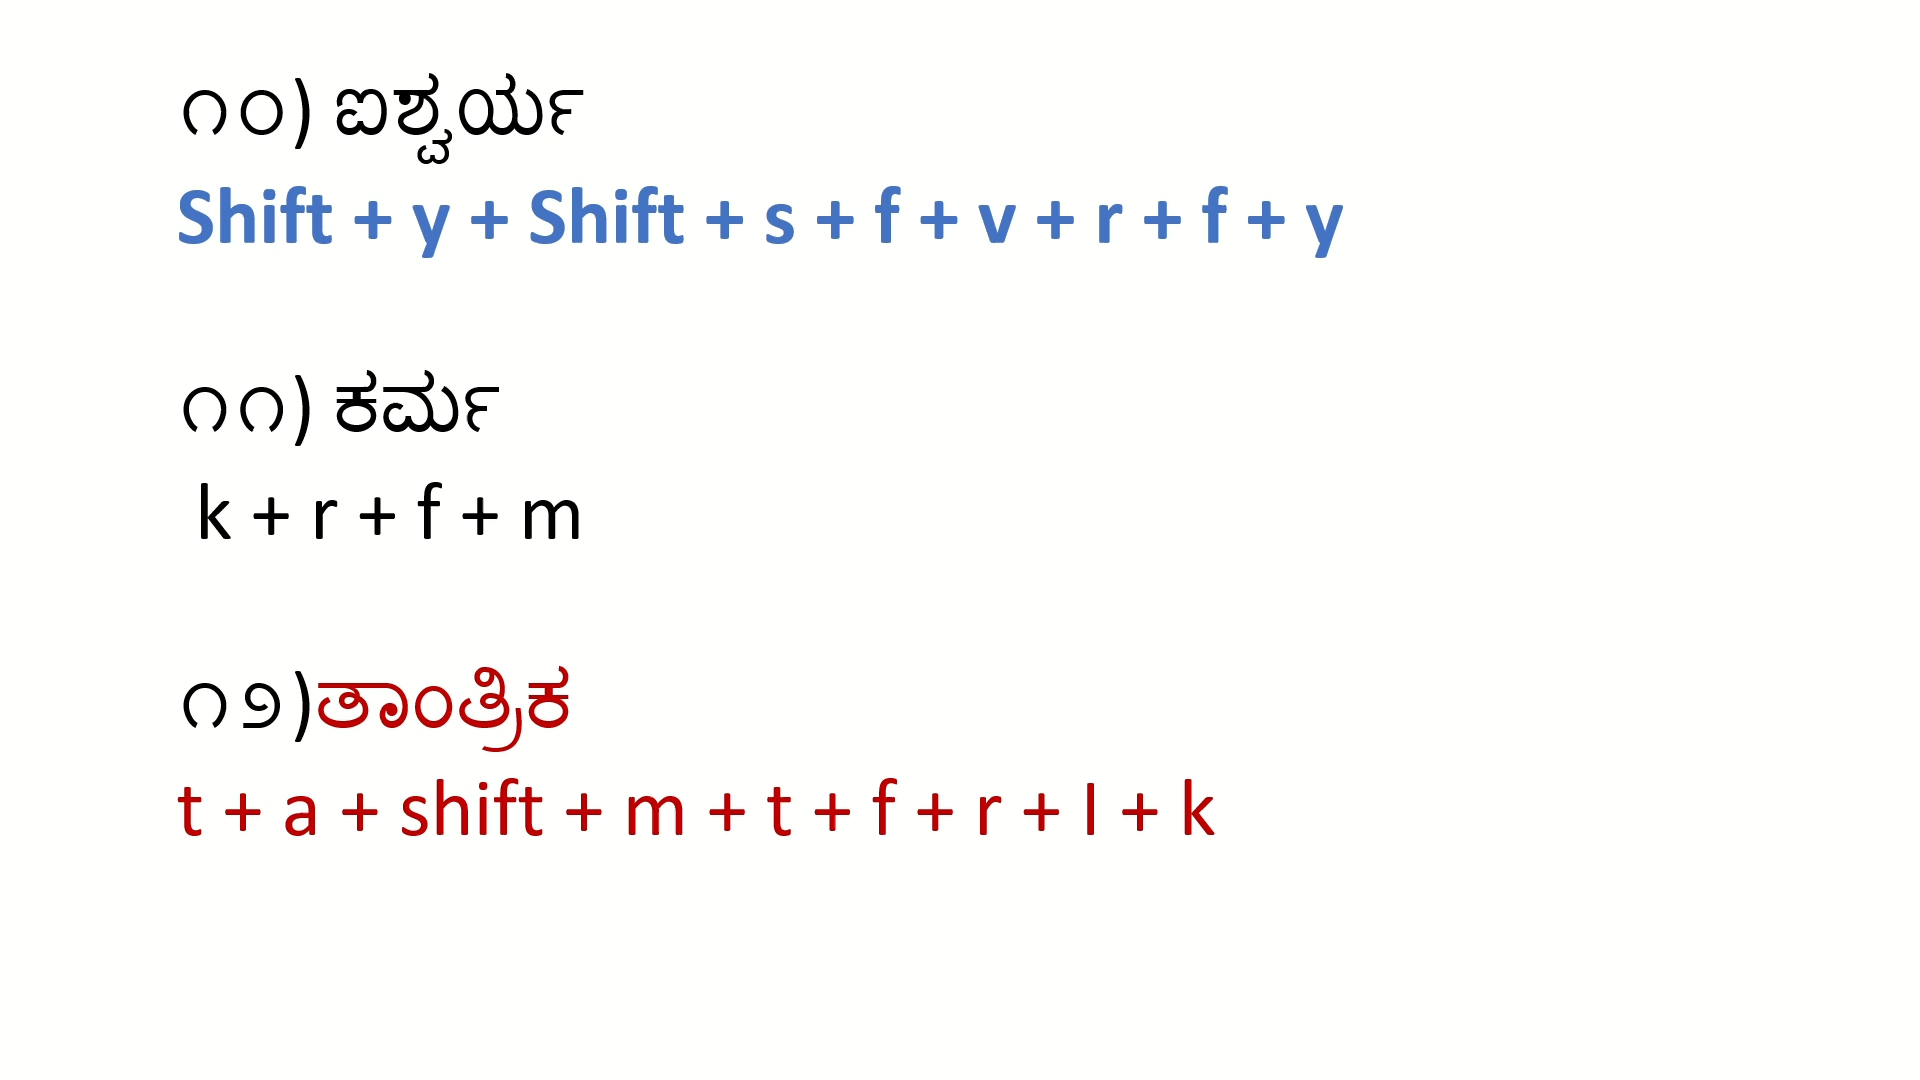 ೧೦) ಐಶ್ವರ್ಯ
Shift + y + Shift + s + f + v + r + f + y
೧೧) ಕರ್ಮ
k + r + f + m
೧೨)ತಾಂತ್ರಿಕ
t + a + shift + m + t + f + r + I + k